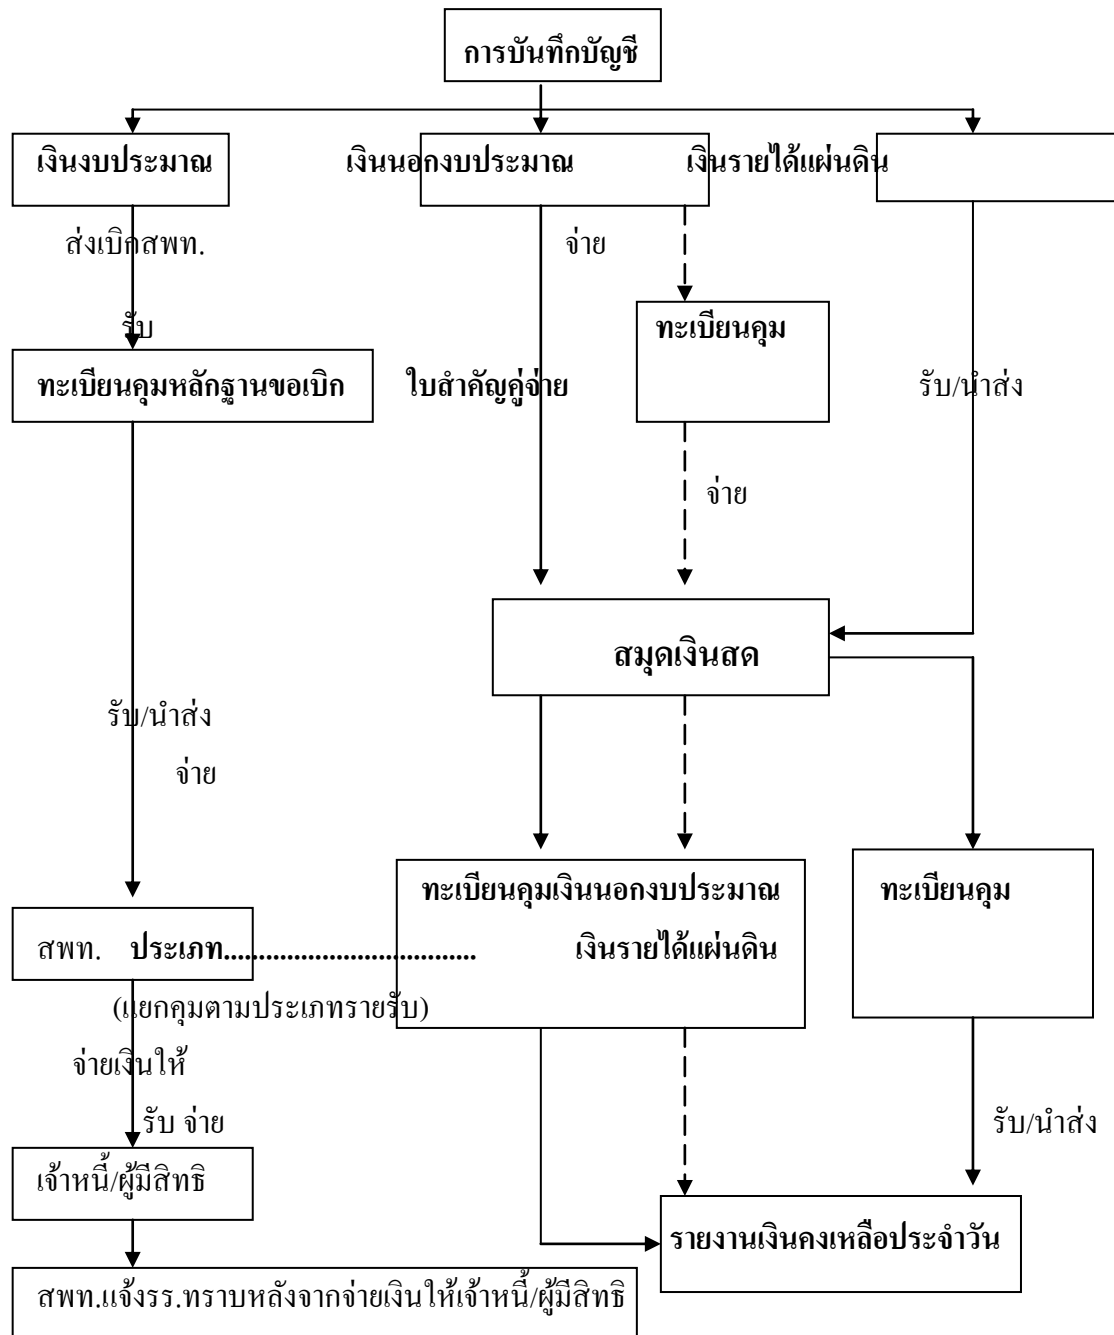 การบันทึกบัญชี
เงินงบประมาณ เงินนอกงบประมาณ เงินรายได้แผ่นดิน
ส่งเบิกสพท. จ่าย
รับ ทะเบียนคุม
ทะเบียนคุมหลักฐานขอเบิก ใบสำคัญคู่จ่าย รับ/นำส่ง
จ่าย
สมุดเงินสด
รับ/นำส่ง
จ่าย
ทะเบียนคุมเงินนอกงบประมาณ ทะเบียนคุม
สพท. ประเภท.................................... เงินรายได้แผ่นดิน
(แยกคุมตามประเภทรายรับ)
จ่ายเงินให้
รับ จ่าย รับ/นำส่ง
เจ้าหนี้/ผู้มีสิทธิ
รายงานเงินคงเหลือประจำวัน
สพท.แจ้งรร.ทราบหลังจากจ่ายเงินให้เจ้าหนี้/ผู้มีสิทธิ